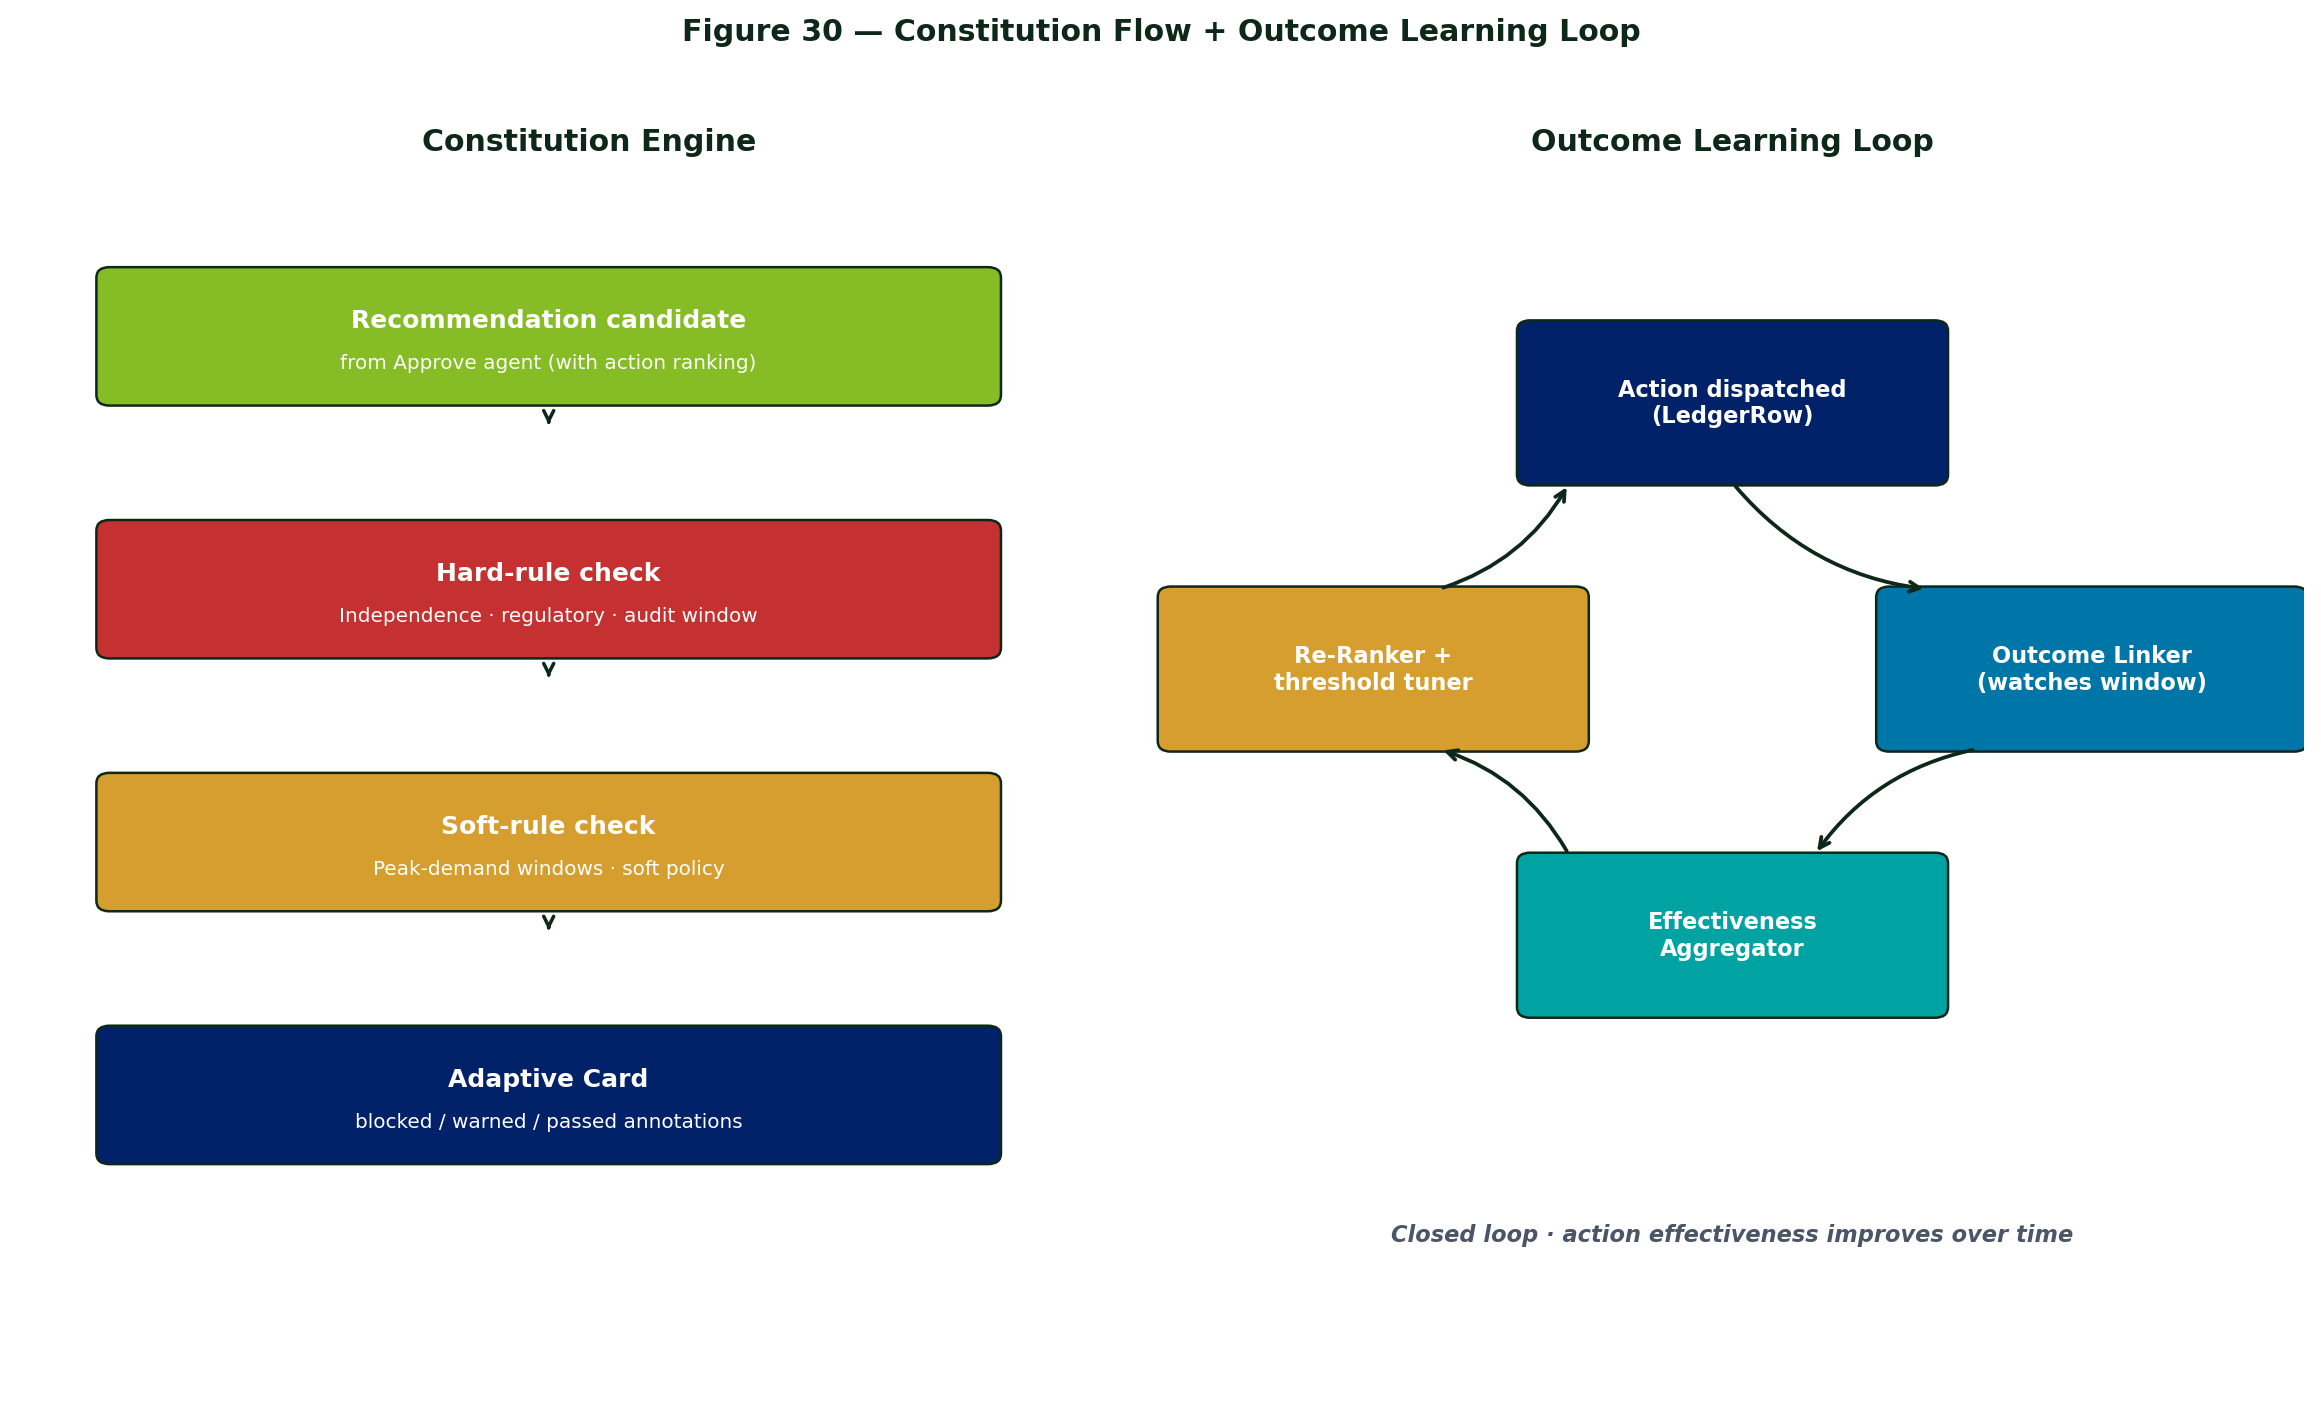 Figure 30 — Constitution Flow + Outcome Learning Loop
Constitution Engine
Recommendation candidate
from Approve agent (with action ranking)
Hard-rule check
Independence · regulatory · audit window
Soft-rule check
Peak-demand windows · soft policy
Adaptive Card
blocked / warned / passed annotations
Outcome Learning Loop
Action dispatched
(LedgerRow)
Outcome Linker
(watches window)
Effectiveness
Aggregator
Re-Ranker +
threshold tuner
Closed loop · action effectiveness improves over time